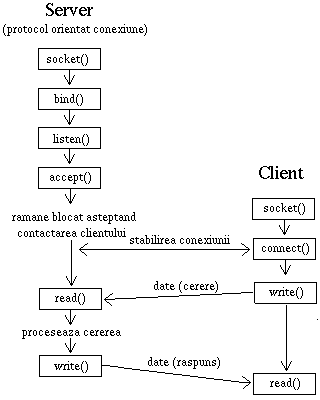 Server
(protocol orientat conexiune)
socket()
bind()
listen()
accept()
ramane blocat asteptand
contactarea clientului
Client
socket()
stabilirea conexiunii
connect()
read()
date (cerere)
write()
proceseaza cererea
write()
date (raspuns)
read()